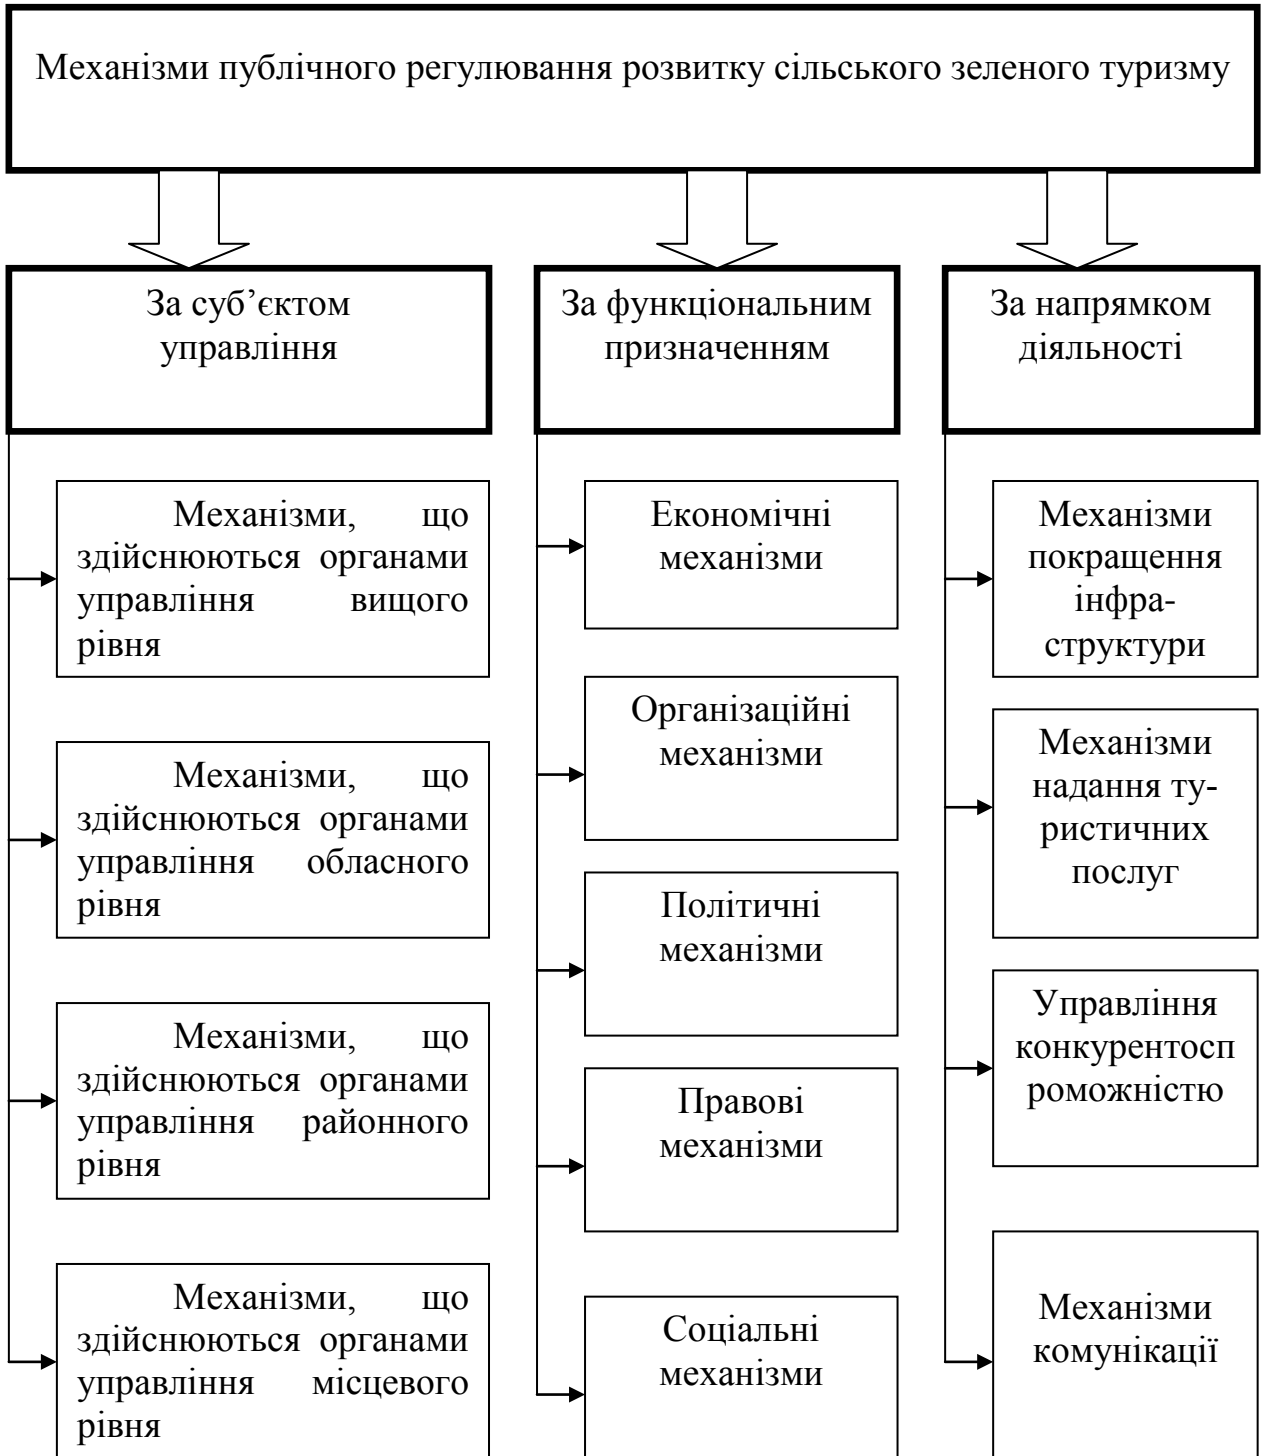 Механізми публічного регулювання розвитку сільського зеленого туризму
За суб’єктом
управління
Механізми, що
здійснюються органами
управління вищого
рівня
Механізми, що
здійснюються органами
управління обласного
рівня
Механізми, що
здійснюються органами
управління районного
рівня
Механізми, що
здійснюються органами
управління місцевого
рівня
За функціональним
призначенням
Економічні
механізми
Організаційні
механізми
Політичні
механізми
Правові
механізми
Соціальні
механізми
За напрямком
діяльності
Механізми
покращення
інфра-
структури
Механізми
надання ту-
ристичних
послуг
Управління
конкурентосп
роможністю
Механізми
комунікації